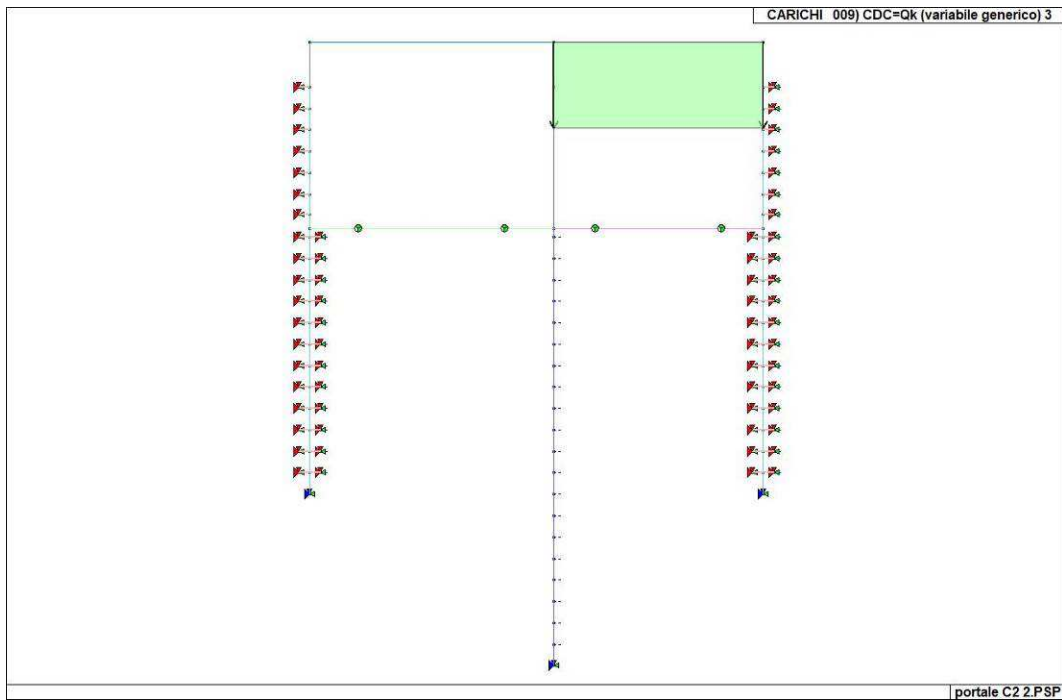 CARICHI 009) CDC=Qk (variabile generico) 3
portale C2 2.PSP